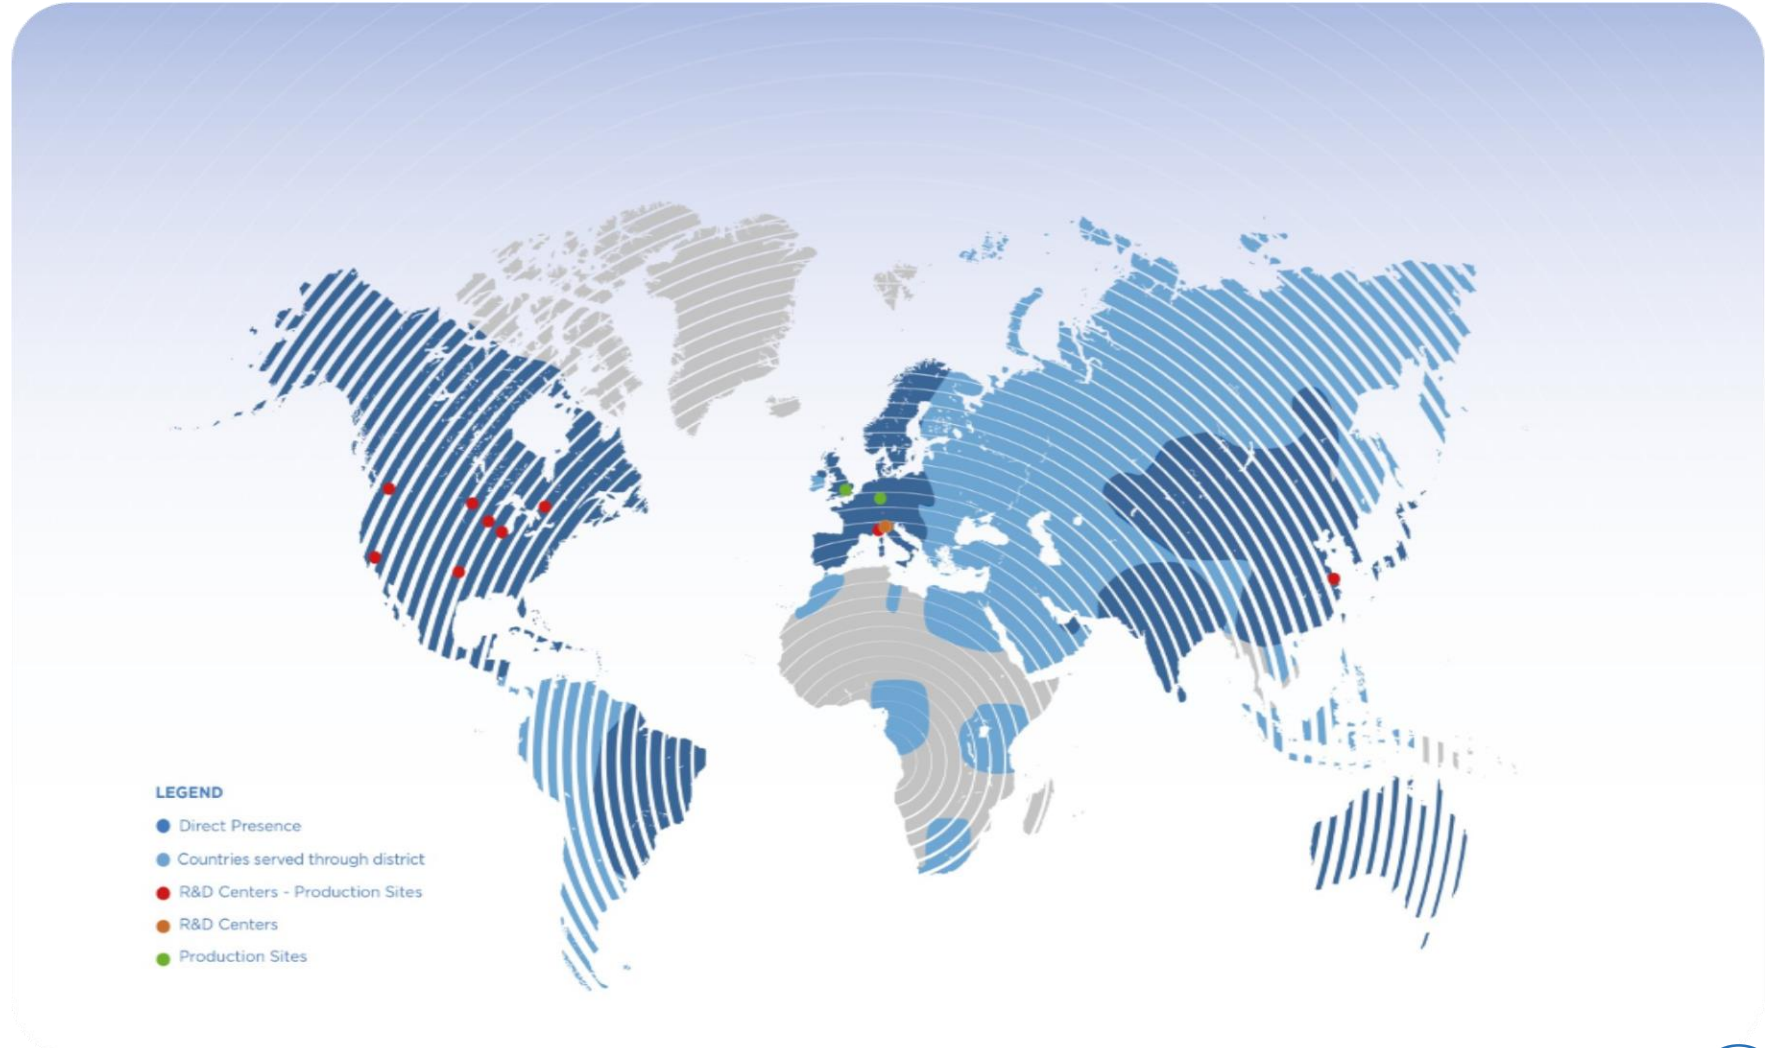 LEGEND
Direct Presence
Countries served through district
R&D Centers - Production Sites
R&D Centers
Production Sites